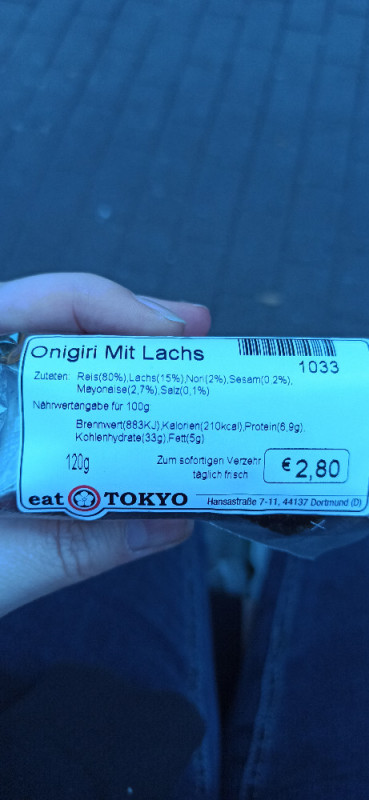 Onigiri Mit Lachs
1033
Zutaten: Reis(80%),Lachs(15%),Nori(2%),Sesam(0.2%),
Mayonaise(2,7%),Salz(0,1%)
Nährwertangabe für 100g
Brennwert(883KJ),Kalorien(210kcal),Protein(6,9g),
Kohlenhydrate(33g),Fett(5g)
120g
Zum sofortigen Verzehr
täglich frisch
€ 2,80
eat TOKYO
Hansastraße 7-11, 44137 Dortmund (D)